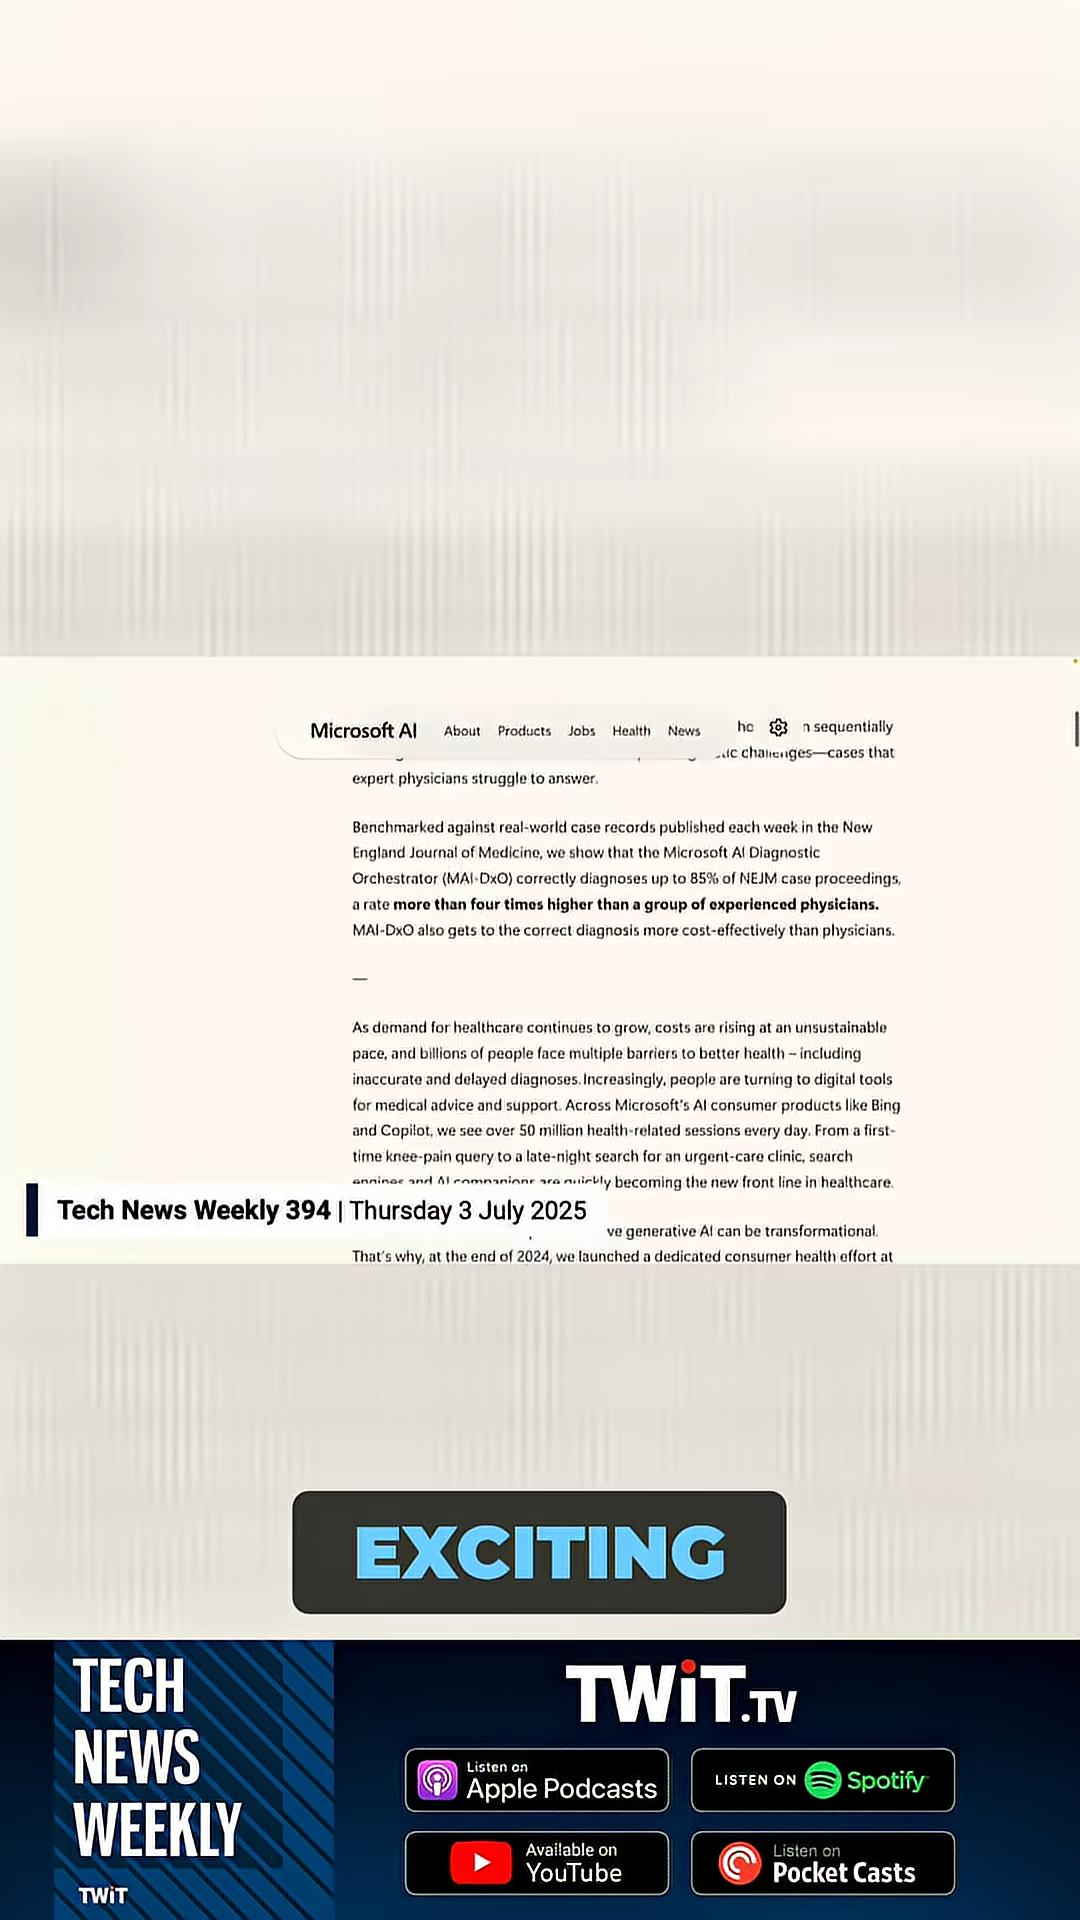 Microsoft AI About Products Jobs Health News
sequentially
challenges—cases that
expert physicians struggle to answer.
Benchmarked against real-world case records published each week in the New
England Journal of Medicine, we show that the Microsoft AI Diagnostic
Orchestrator (MAI-DxO) correctly diagnoses up to 85% of NEJM case proceedings,
a rate more than four times higher than a group of experienced physicians.
MAI-DxO also gets to the correct diagnosis more cost-effectively than physicians.
—
As demand for healthcare continues to grow, costs are rising at an unsustainable
pace, and billions of people face multiple barriers to better health – including
inaccurate and delayed diagnoses. Increasingly, people are turning to digital tools
for medical advice and support. Across Microsoft's AI consumer products like Bing
and Copilot, we see over 50 million health-related sessions every day. From a first-
time knee-pain query to a late-night search for an urgent-care clinic, search
engines and AI companions are quickly becoming the new front line in healthcare.
Tech News Weekly 394 | Thursday 3 July 2025
generative AI can be transformational.
That's why, at the end of 2024, we launched a dedicated consumer health effort at
EXCITING
TECH
NEWS
WEEKLY
TWiT
TWiT.TV
Listen on
Apple Podcasts
LISTEN ON Spotify
Available on
YouTube
Listen on
Pocket Casts